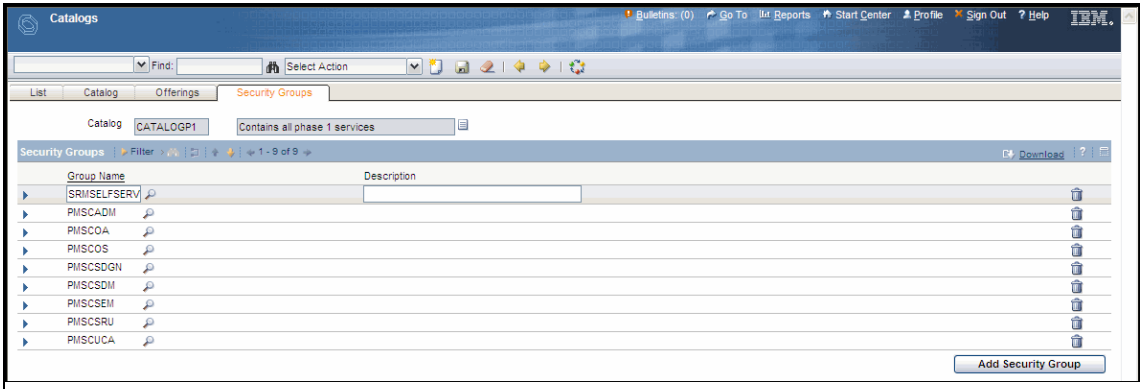 Catalogs
Bulletins: (0) Go To Reports Start Center Profile Sign Out ? Help IBM.
Find: Select Action
List Catalog Offerings Security Groups
Catalog CATALOGP1 Contains all phase 1 services
Security Groups Filter 1 - 9 of 9 Download ?
Group Name Description
SRMSELFSERV
PMSCADM
PMSCOA
PMSCOS
PMSCSDGN
PMSCSDM
PMSCSEM
PMSCSRU
PMSCUCA
Add Security Group